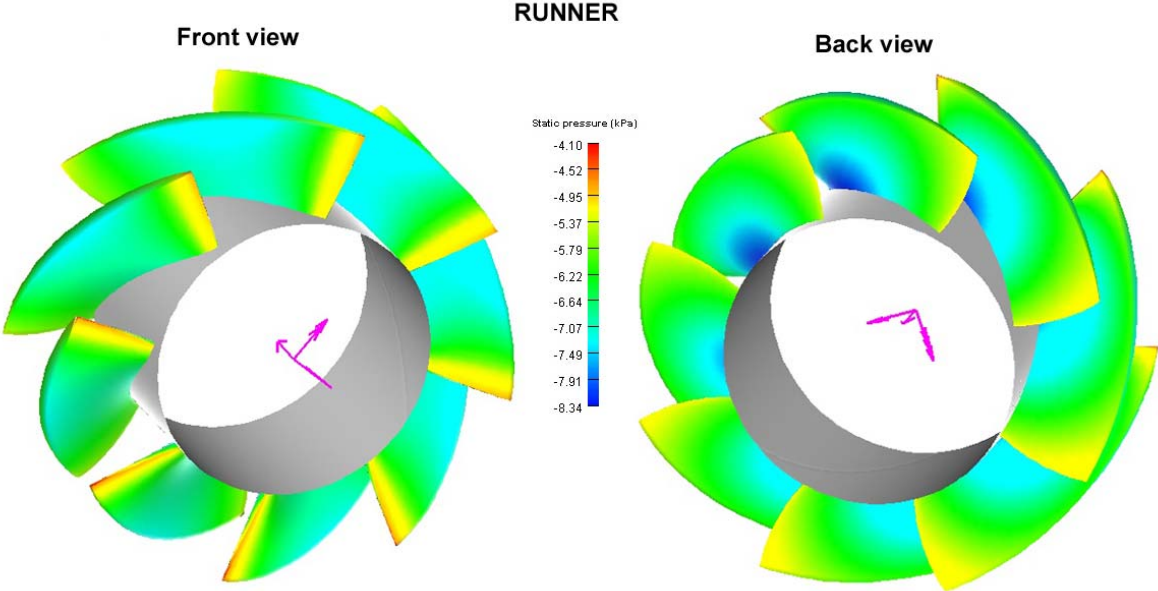 RUNNER
Front view
Back view
Static pressure (kPa)
-4.10
-4.52
-4.95
-5.37
-5.79
-6.22
-6.64
-7.07
-7.49
-7.91
-8.34